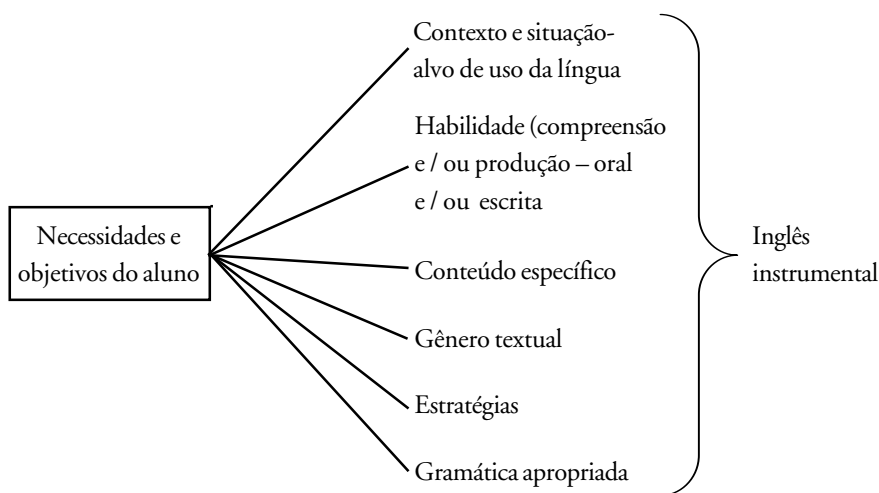 Contexto e situação-
alvo de uso da língua
Habilidade (compreensão
e / ou produção – oral
e / ou escrita
Necessidades e
objetivos do aluno
Conteúdo específico
Gênero textual
Estratégias
Gramática apropriada
Inglês
instrumental